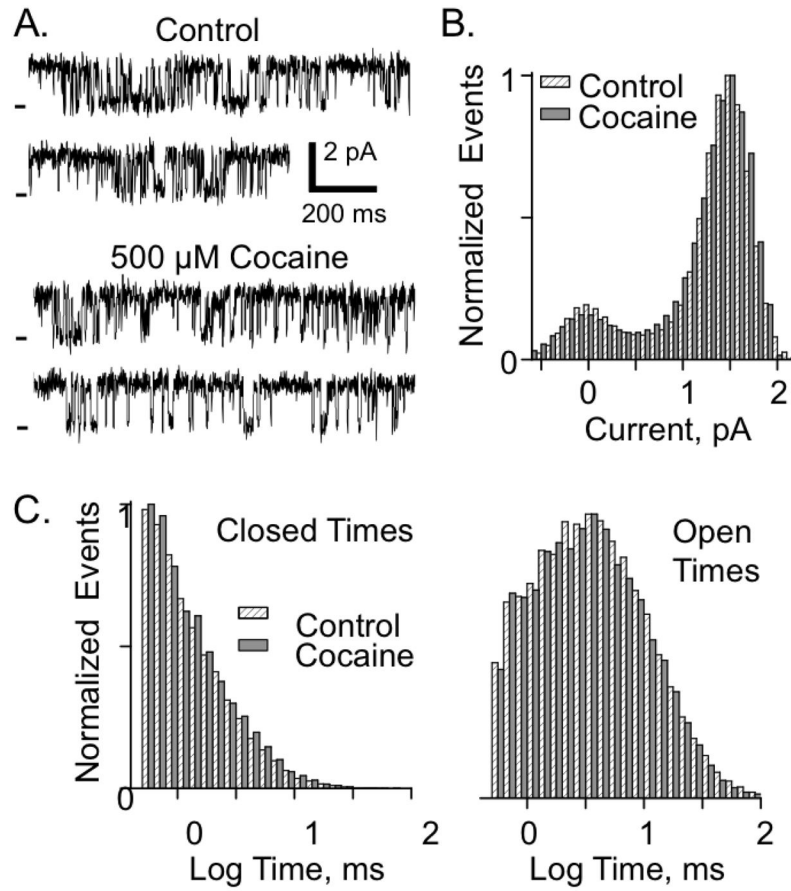 A.
Control
2 pA
200 ms
500 µM Cocaine
B.
Normalized Events
1
0
Control
Cocaine
0
1
2
Current, pA
C.
Normalized Events
1
0
Closed Times
Control
Cocaine
0
1
2
Log Time, ms
Open
Times
0
1
2
Log Time, ms